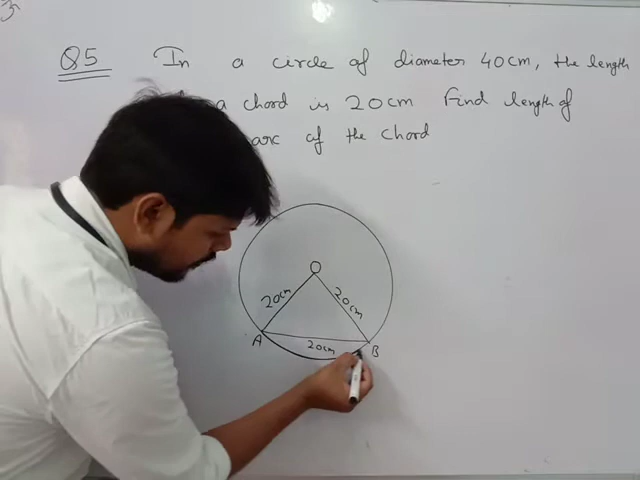 Q5 In a circle of diameter 40cm, the length
a chord is 20cm Find length of
arc of the chord
O
20cm
20cm
A
20cm
B